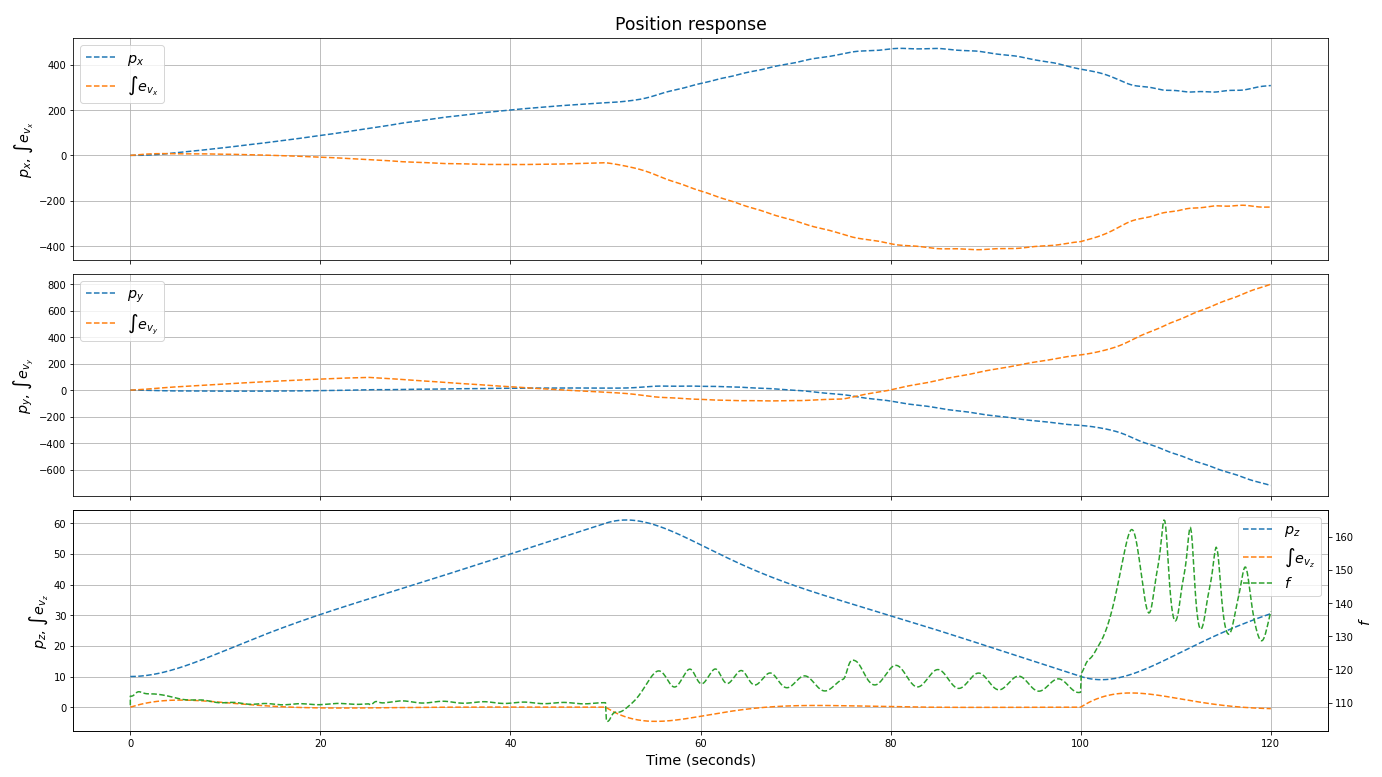 Position response
p_x
∫e_{v_x}
p_x, ∫e_{v_x}
400
200
0
−200
−400
p_y
∫e_{v_y}
p_y, ∫e_{v_y}
800
600
400
200
0
−200
−400
−600
p_z
∫e_{v_z}
f
p_z, ∫e_{v_z}
60
50
40
30
20
10
0
160
150
140
130
120
110
f
0 20 40 60 80 100 120
Time (seconds)